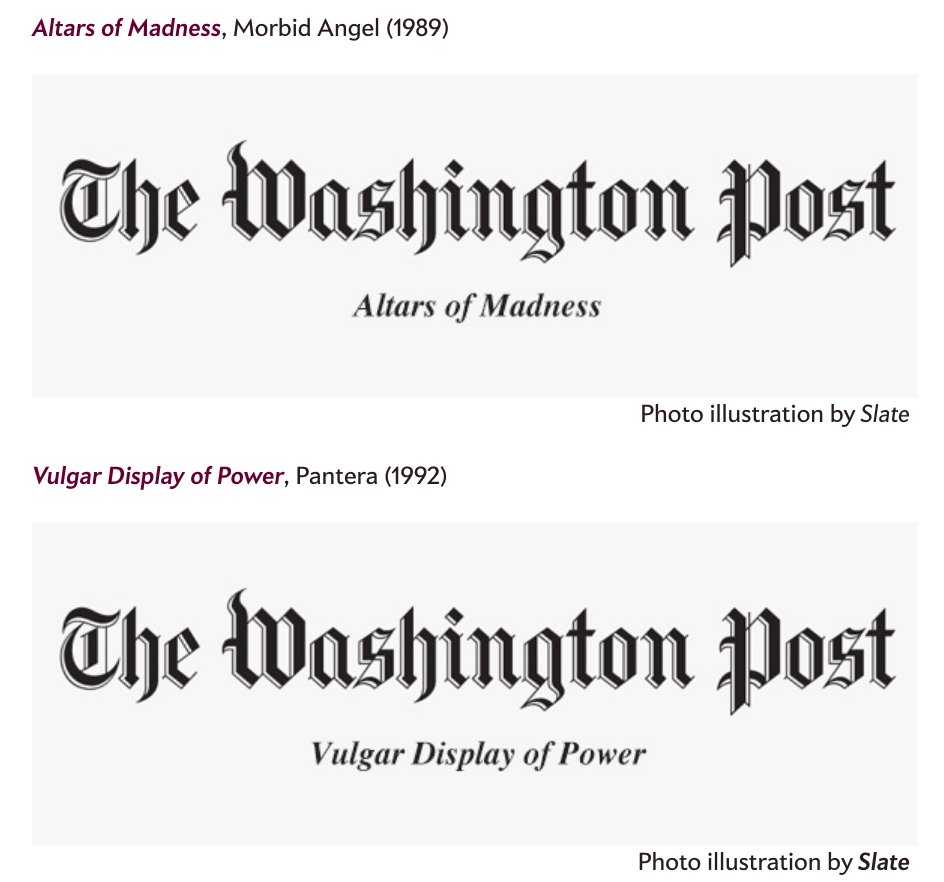 Altars of Madness, Morbid Angel (1989)
The Washington Post
Altars of Madness
Photo illustration by Slate
Vulgar Display of Power, Pantera (1992)
The Washington Post
Vulgar Display of Power
Photo illustration by Slate